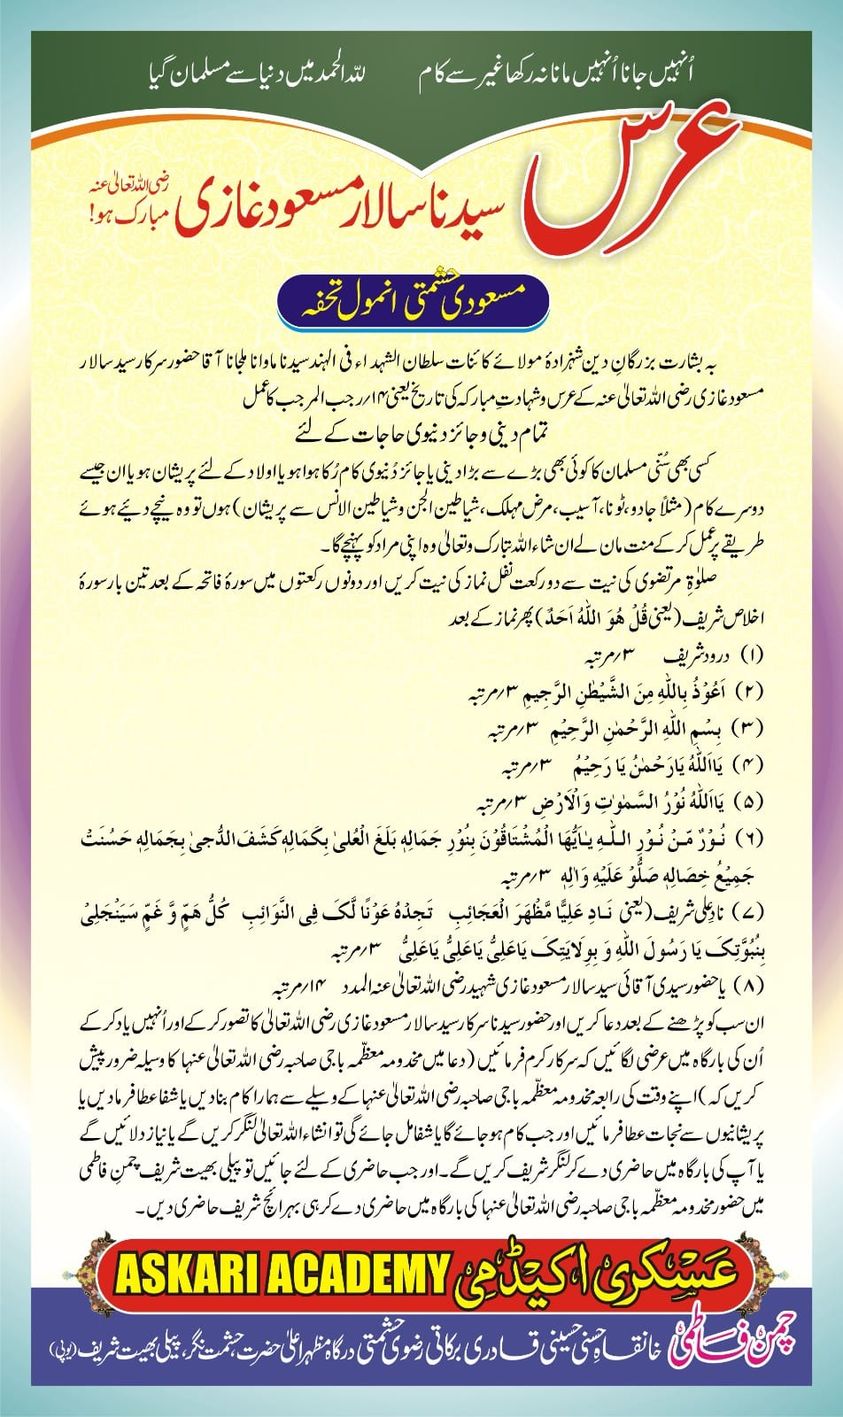 اُنہیں جانا اُنہیں مانا نہ رکھا غیر سے کام للہ الحمد میں دنیا سے مسلمان گیا
عرس
سیدنا سالار مسعود غازی رضی اللہ تعالیٰ عنہ مبارک ہو!
مسعودی حشمتی انمول تحفہ
بہ بشارت بزرگانِ دین شہزادۂ مولائے کائنات سلطان الشہداء فی الہند سیدنا ماوانا ملجانا آقا حضور سرکار سید سالار
مسعود غازی رضی اللہ تعالیٰ عنہ کے عرس و شہادتِ مبارکہ کی تاریخ یعنی ۱۴؍رجب المرجب کا عمل
تمام دینی و جائز دنیوی حاجات کے لئے
کسی بھی سُنّی مسلمان کا کوئی بھی بڑے سے بڑا دینی یا جائز دُنیوی کام رُکا ہوا ہو یا اولاد کے لئے پریشان ہو یا ان جیسے
دوسرے کام (مثلاً جادو، ٹونا، آسیب، مرض مہلک، شیاطین الجن وشیاطین الانس سے پریشان) ہوں تو وہ نیچے دیئے ہوئے
طریقے پر عمل کر کے منت مان لے ان شاء اللہ تبارک وتعالیٰ وہ اپنی مراد کو پہنچے گا۔
صلوٰۃِ مرتضوی کی نیت سے دو رکعت نفل نماز کی نیت کریں اور دونوں رکعتوں میں سورۂ فاتحہ کے بعد تین بار سورۂ
اخلاص شریف (یعنی قُلْ هُوَ اللّٰهُ اَحَدٌ) پھر نماز کے بعد
(۱) درود شریف ۳؍مرتبہ
(۲) اَعُوْذُ بِاللّٰهِ مِنَ الشَّيْطٰنِ الرَّجِيمِ ۳؍مرتبہ
(۳) بِسْمِ اللّٰهِ الرَّحْمٰنِ الرَّحِيْمِ ۳؍مرتبہ
(۴) يَااَللّٰهُ يَارَحْمٰنُ يَا رَحِيْمُ ۳؍مرتبہ
(۵) يَااَللّٰهُ نُوْرُ السَّمٰوٰتِ وَالْاَرْضِ ۳؍مرتبہ
(۶) نُوْرٌ مِّنْ نُوْرِ اللّٰهِ يٰاَيُّهَا الْمُشْتَاقُوْنَ بِنُوْرِ جَمَالِهٖ بَلَغَ الْعُلىٰ بِكَمَالِهٖ كَشَفَ الدُّجىٰ بِجَمَالِهٖ حَسُنَتْ
جَمِيْعُ خِصَالِهٖ صَلُّوْ عَلَيْهِ وَاٰلِهٖ ۳؍مرتبہ
(۷) نادِ علی شریف (یعنی نَادِ عَلِيًّا مَّظْهَرَ الْعَجَائِبِ تَجِدْهُ عَوْنًا لَّكَ فِى النَّوَائِبِ كُلُّ هَمٍّ وَّ غَمٍّ سَيَنْجَلِىْ
بِنُبُوَّتِكَ يَا رَسُولَ اللّٰهِ وَ بِوِلَايَتِكَ يَاعَلِىُّ يَاعَلِىُّ يَاعَلِىُّ ۳؍مرتبہ
(۸) یا حضور سیدی آقائی سید سالار مسعود غازی شہید رضی اللہ تعالیٰ عنہ المدد ۱۴؍مرتبہ
ان سب کو پڑھنے کے بعد دعا کریں اور حضور سیدنا سرکار سید سالار مسعود غازی رضی اللہ تعالیٰ کا تصور کر کے اور اُنہیں یاد کر کے
اُن کی بارگاہ میں عرضی لگائیں کہ سرکار کرم فرمائیں (دعا میں مخدومہ معظّمہ باجی صاحبہ رضی اللہ تعالیٰ عنہا کا وسیلہ ضرور پیش
کریں کہ) اپنے وقت کی رابعہ مخدومہ معظّمہ باجی صاحبہ رضی اللہ تعالیٰ عنہا کے وسیلے سے ہمارا کام بنا دیں یا شفا عطا فرما دیں یا
پریشانیوں سے نجات عطا فرمائیں اور جب کام ہو جائے گا یا شفا مل جائے گی تو انشاء اللہ تعالیٰ لنگر کریں گے یا نیاز دلائیں گے
یا آپ کی بارگاہ میں حاضری دے کر لنگر شریف کریں گے۔ اور جب حاضری کے لئے جائیں تو پیلی بھیت شریف چمن فاطمی
میں حضور مخدومہ معظّمہ باجی صاحبہ رضی اللہ تعالیٰ عنہا کی بارگاہ میں حاضری دے کر ہی بہرائچ شریف حاضری دیں۔
عسکری اکیڈمی ASKARI ACADEMY
چمن فاطمی خانقاہِ حسنی حسینی قادری برکاتی رضوی حشمتی درگاہ مظہر اعلیٰ حضرت حشمت نگر، پیلی بھیت شریف (یوپی)